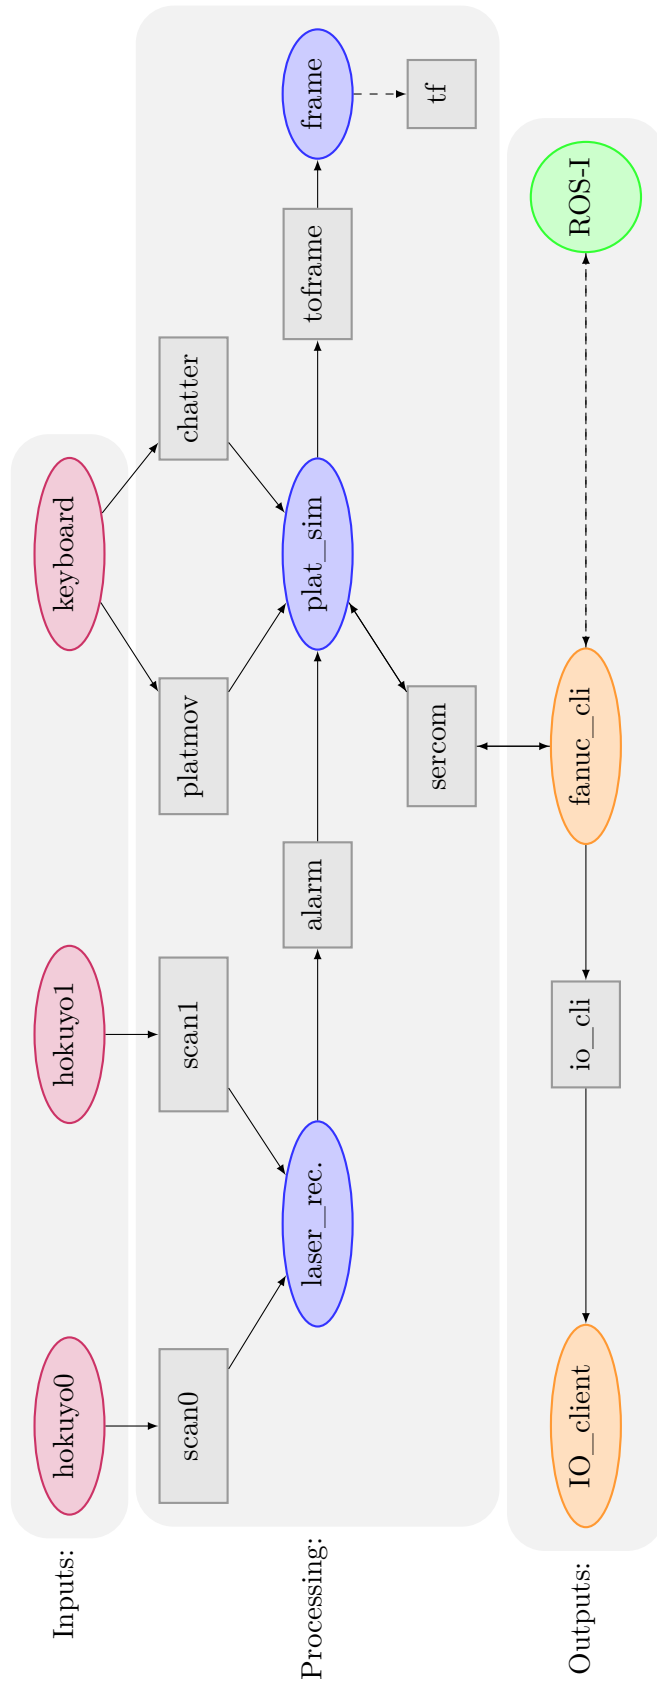 Inputs:
hokuyo0
hokuyo1
keyboard
Processing:
scan0
scan1
platmov
chatter
laser_rec.
alarm
plat_sim
toframe
frame
sercom
tf
Outputs:
IO_client
io_cli
fanuc_cli
ROS-I